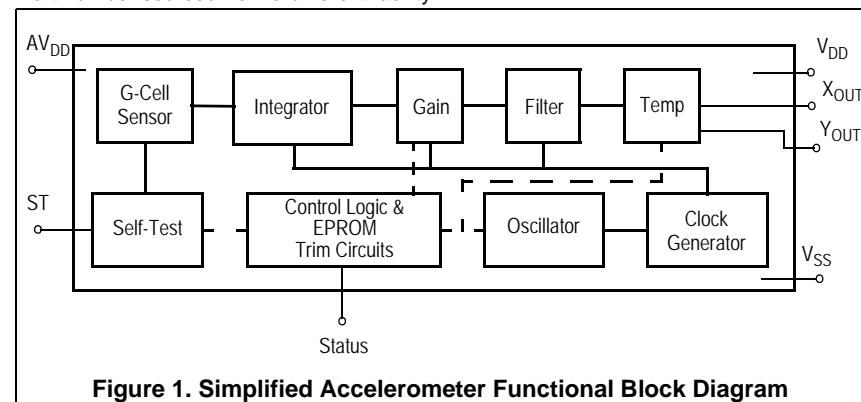 AVDD
VDD
G-Cell
Sensor
Integrator
Gain
Filter
Temp
XOUT
YOUT
ST
Self-Test
Control Logic &
EPROM
Trim Circuits
Oscillator
Clock
Generator
VSS
Status
Figure 1. Simplified Accelerometer Functional Block Diagram